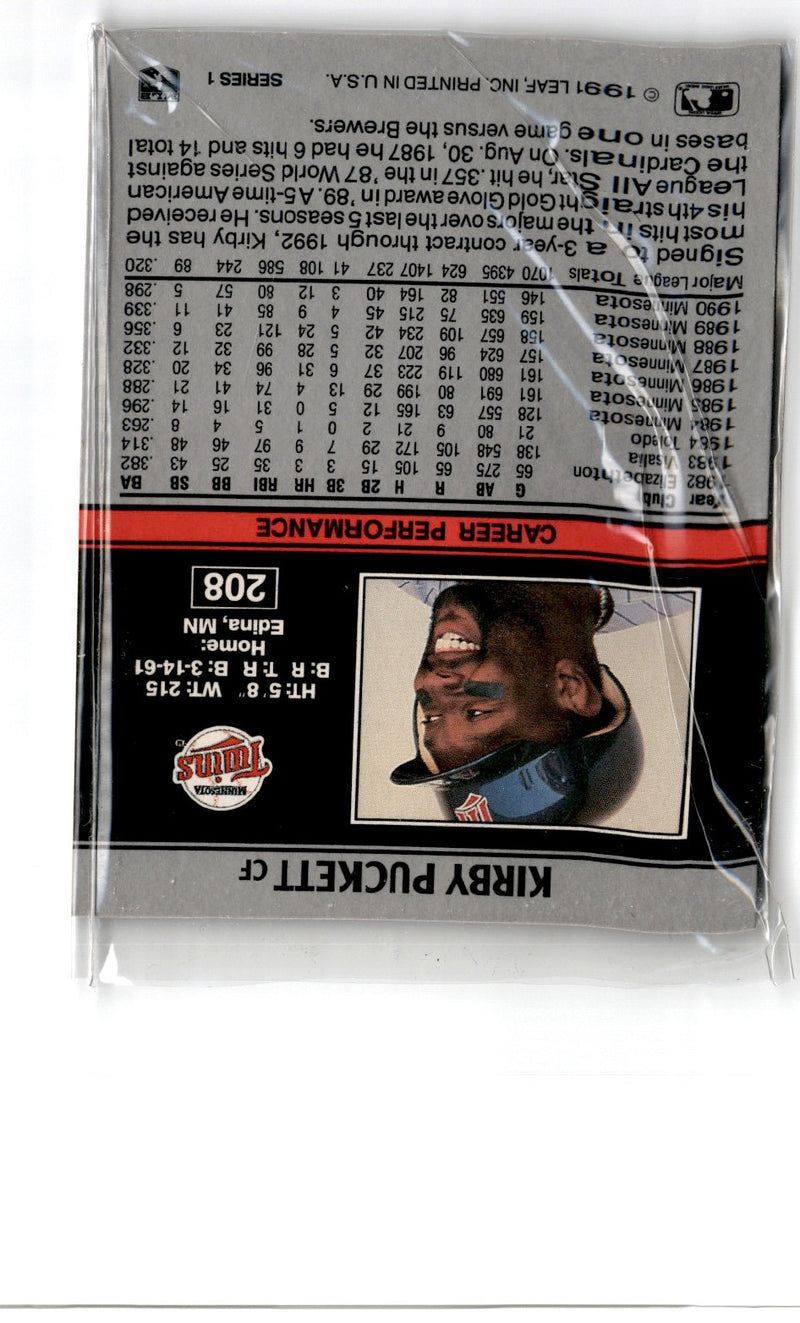 KIRBY PUCKETT CF
MINNESOTA
Twins
HT: 5' 8" WT: 215
B: R T: R B: 3-14-61
Home:
Edina, MN
208
CAREER PERFORMANCE
Year Club G AB R H 2B 3B HR RBI BB SB BA
1982 Elizabethton 65 275 65 105 15 3 3 35 25 43 .382
1983 Visalia 138 548 105 172 29 7 9 97 46 48 .314
1984 Toledo 21 80 9 21 2 0 1 5 4 8 .263
1984 Minnesota 128 557 63 165 12 5 0 31 16 14 .296
1985 Minnesota 161 691 80 199 29 13 4 74 41 21 .288
1986 Minnesota 161 680 119 223 37 6 31 96 34 20 .328
1987 Minnesota 157 624 96 207 32 5 28 99 32 12 .332
1988 Minnesota 158 657 109 234 42 5 24 121 23 6 .356
1989 Minnesota 159 635 75 215 45 4 9 85 41 11 .339
1990 Minnesota 146 551 82 164 40 3 12 80 57 5 .298
Major League Totals 1070 4395 624 1407 237 41 108 586 244 89 .320
Signed to a 3-year contract through 1992, Kirby has the
most hits in the majors over the last 5 seasons. He received
his 4th straight Gold Glove award in '89. A 5-time American
League All Star, he hit .357 in the '87 World Series against
the Cardinals. On Aug. 30, 1987 he had 6 hits and 14 total
bases in one game versus the Brewers.
© 1991 LEAF, INC. PRINTED IN U.S.A. SERIES 1